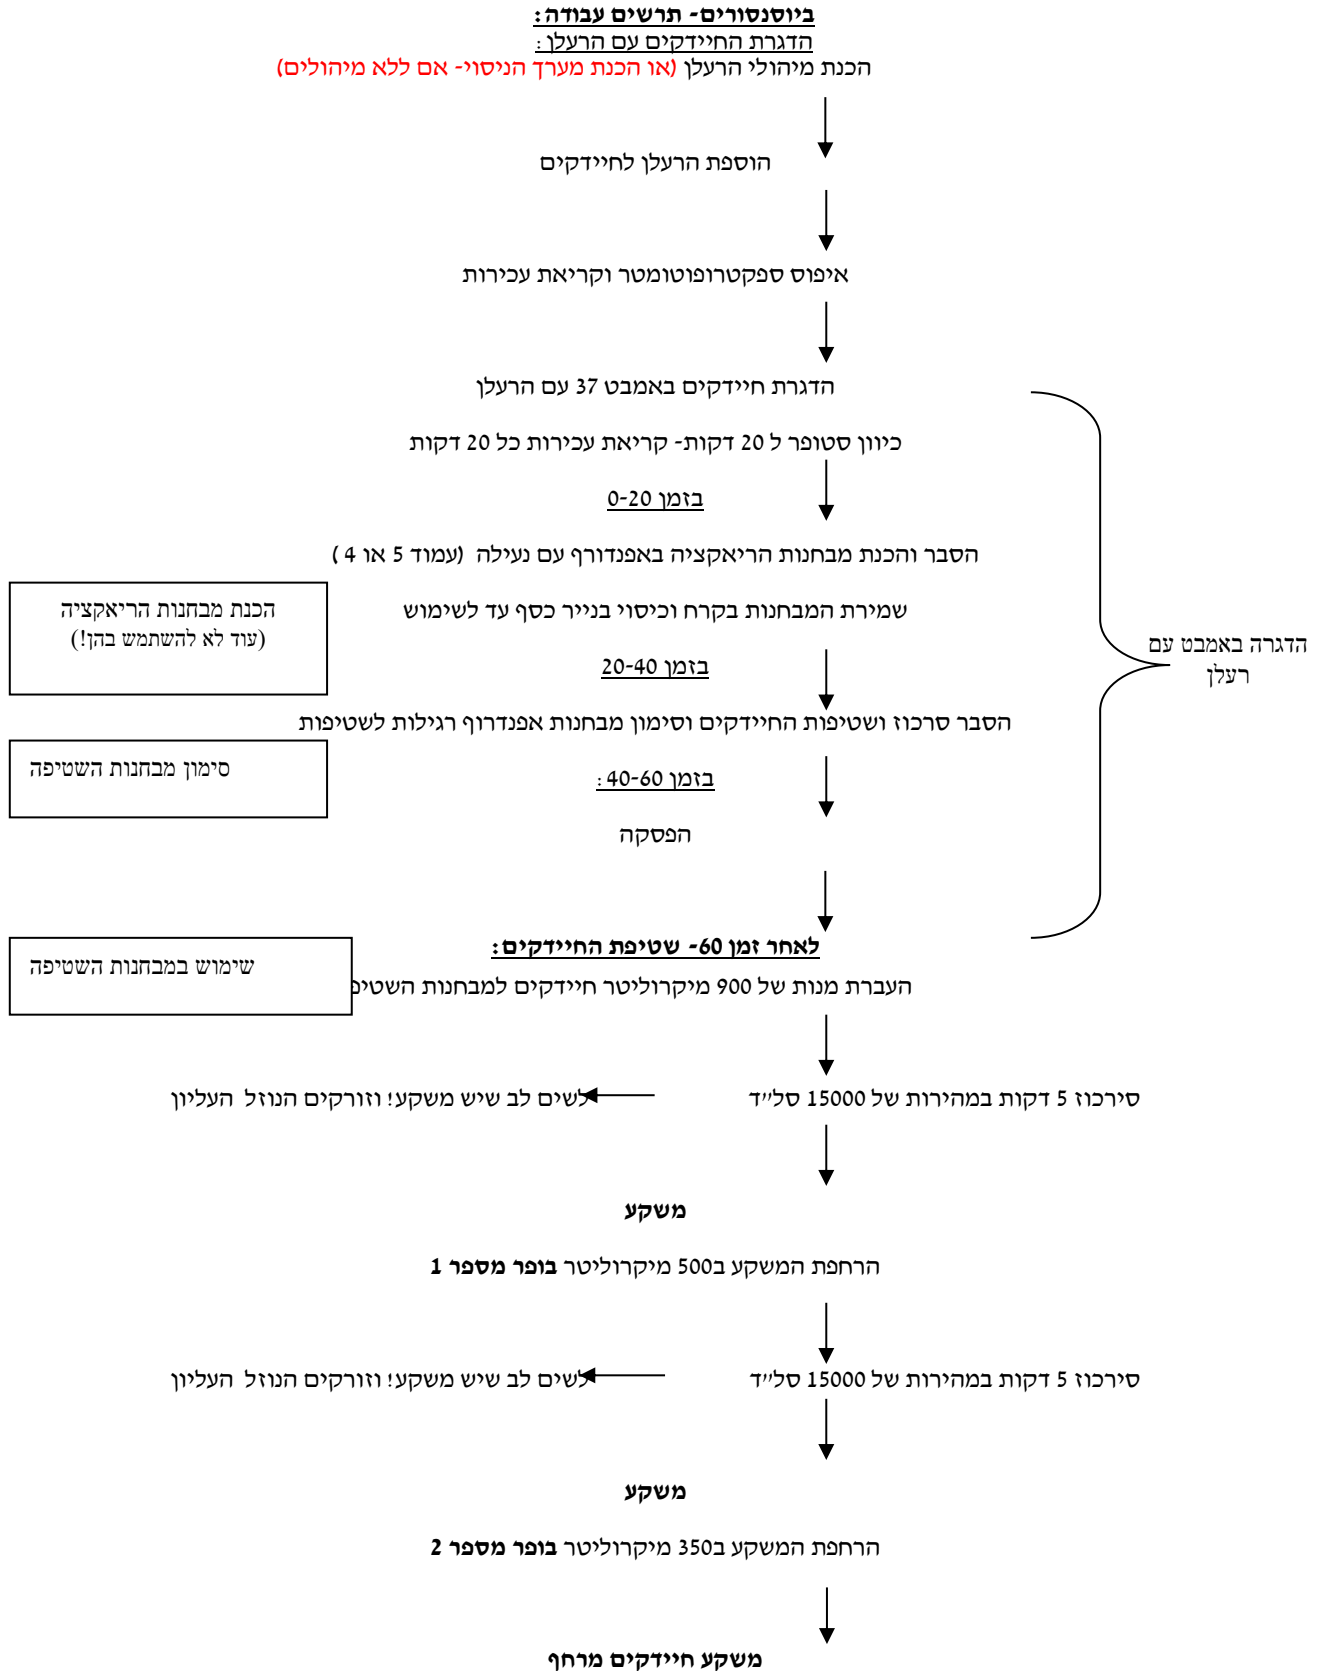 ביוסנסורים- תרשים עבודה:
הדגרת החיידקים עם הרעלן:
הכנת מיהולי הרעלן (או הכנת מערך הניסוי- אם ללא מיהולים)
הוספת הרעלן לחיידקים
איפוס ספקטרופוטומטר וקריאת עכירות
הדגרת חיידקים באמבט 37 עם הרעלן
כיוון סטופר ל 20 דקות- קריאת עכירות כל 20 דקות
בזמן 0-20
הסבר והכנת מבחנות הריאקציה באפנדורף עם נעילה (עמוד 5 או 4 )
הכנת מבחנות הריאקציה
(עוד לא להשתמש בהן!)
שמירת המבחנות בקרח וכיסוי בנייר כסף עד לשימוש
הדגרה באמבט עם
רעלן
בזמן 20-40
הסבר סרכוז ושטיפות החיידקים וסימון מבחנות אפנדרוף רגילות לשטיפות
סימון מבחנות השטיפה
בזמן 40-60:
הפסקה
לאחר זמן 60- שטיפת החיידקים:
שימוש במבחנות השטיפה
העברת מנות של 900 מיקרוליטר חיידקים למבחנות השטיפ
סירכוז 5 דקות במהירות של 15000 סל״ד
לשים לב שיש משקע! וזורקים הנוזל העליון
משקע
הרחפת המשקע ב500 מיקרוליטר בופר מספר 1
סירכוז 5 דקות במהירות של 15000 סל״ד
לשים לב שיש משקע! וזורקים הנוזל העליון
משקע
הרחפת המשקע ב350 מיקרוליטר בופר מספר 2
משקע חיידקים מרחף